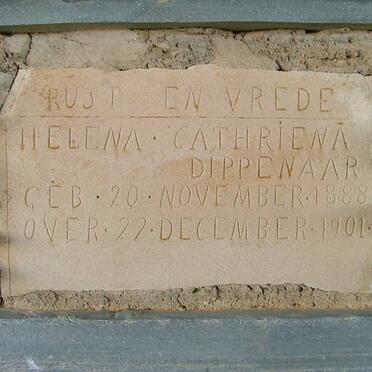 RUST EN VREDE
HELENA · CATHRIENA
DIPPENAAR
GEB · 20 · NOVEMBER · 1888
OVER · 22 · DECEMBER · 1901 ·